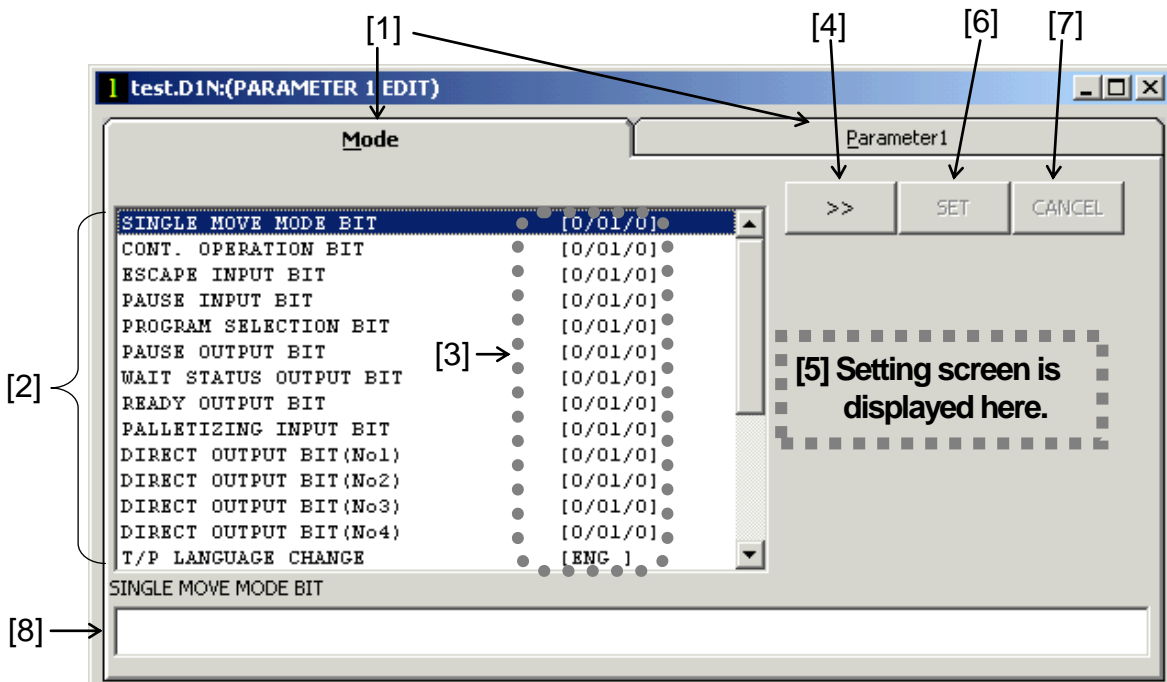 [1] [4] [6] [7]
test.D1N:(PARAMETER 1 EDIT)
Mode Parameter1
>> SET CANCEL
SINGLE MOVE MODE BIT [0/01/0]
CONT. OPERATION BIT [0/01/0]
ESCAPE INPUT BIT [0/01/0]
PAUSE INPUT BIT [0/01/0]
PROGRAM SELECTION BIT [0/01/0]
PAUSE OUTPUT BIT [0/01/0]
[3]
[5] Setting screen is
displayed here.
[2]
WAIT STATUS OUTPUT BIT [0/01/0]
READY OUTPUT BIT [0/01/0]
PALLETIZING INPUT BIT [0/01/0]
DIRECT OUTPUT BIT(No1) [0/01/0]
DIRECT OUTPUT BIT(No2) [0/01/0]
DIRECT OUTPUT BIT(No3) [0/01/0]
DIRECT OUTPUT BIT(No4) [0/01/0]
T/P LANGUAGE CHANGE [ENG ]
SINGLE MOVE MODE BIT
[8]